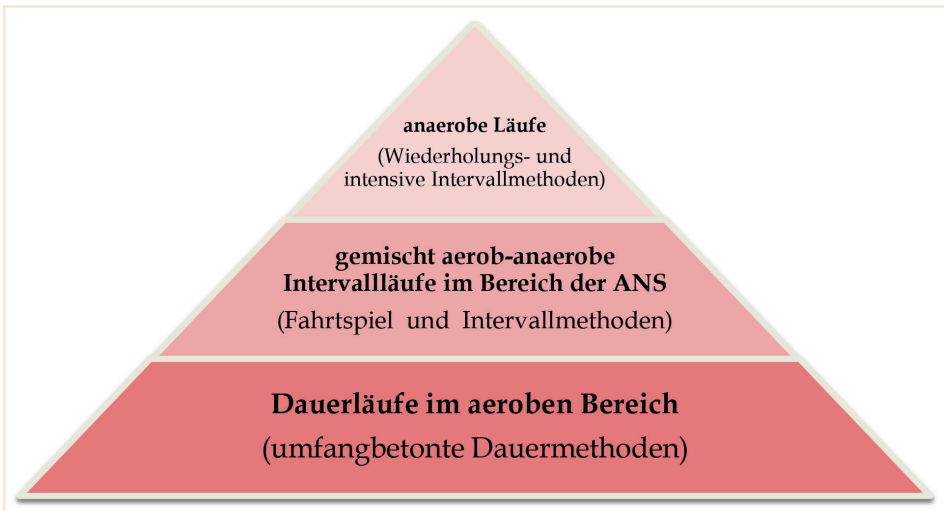 anaerobe Läufe
(Wiederholungs- und
intensive Intervallmethoden)
gemischt aerob-anaerobe
Intervallläufe im Bereich der ANS
(Fahrtspiel und Intervallmethoden)
Dauerläufe im aeroben Bereich
(umfangbetonte Dauermethoden)